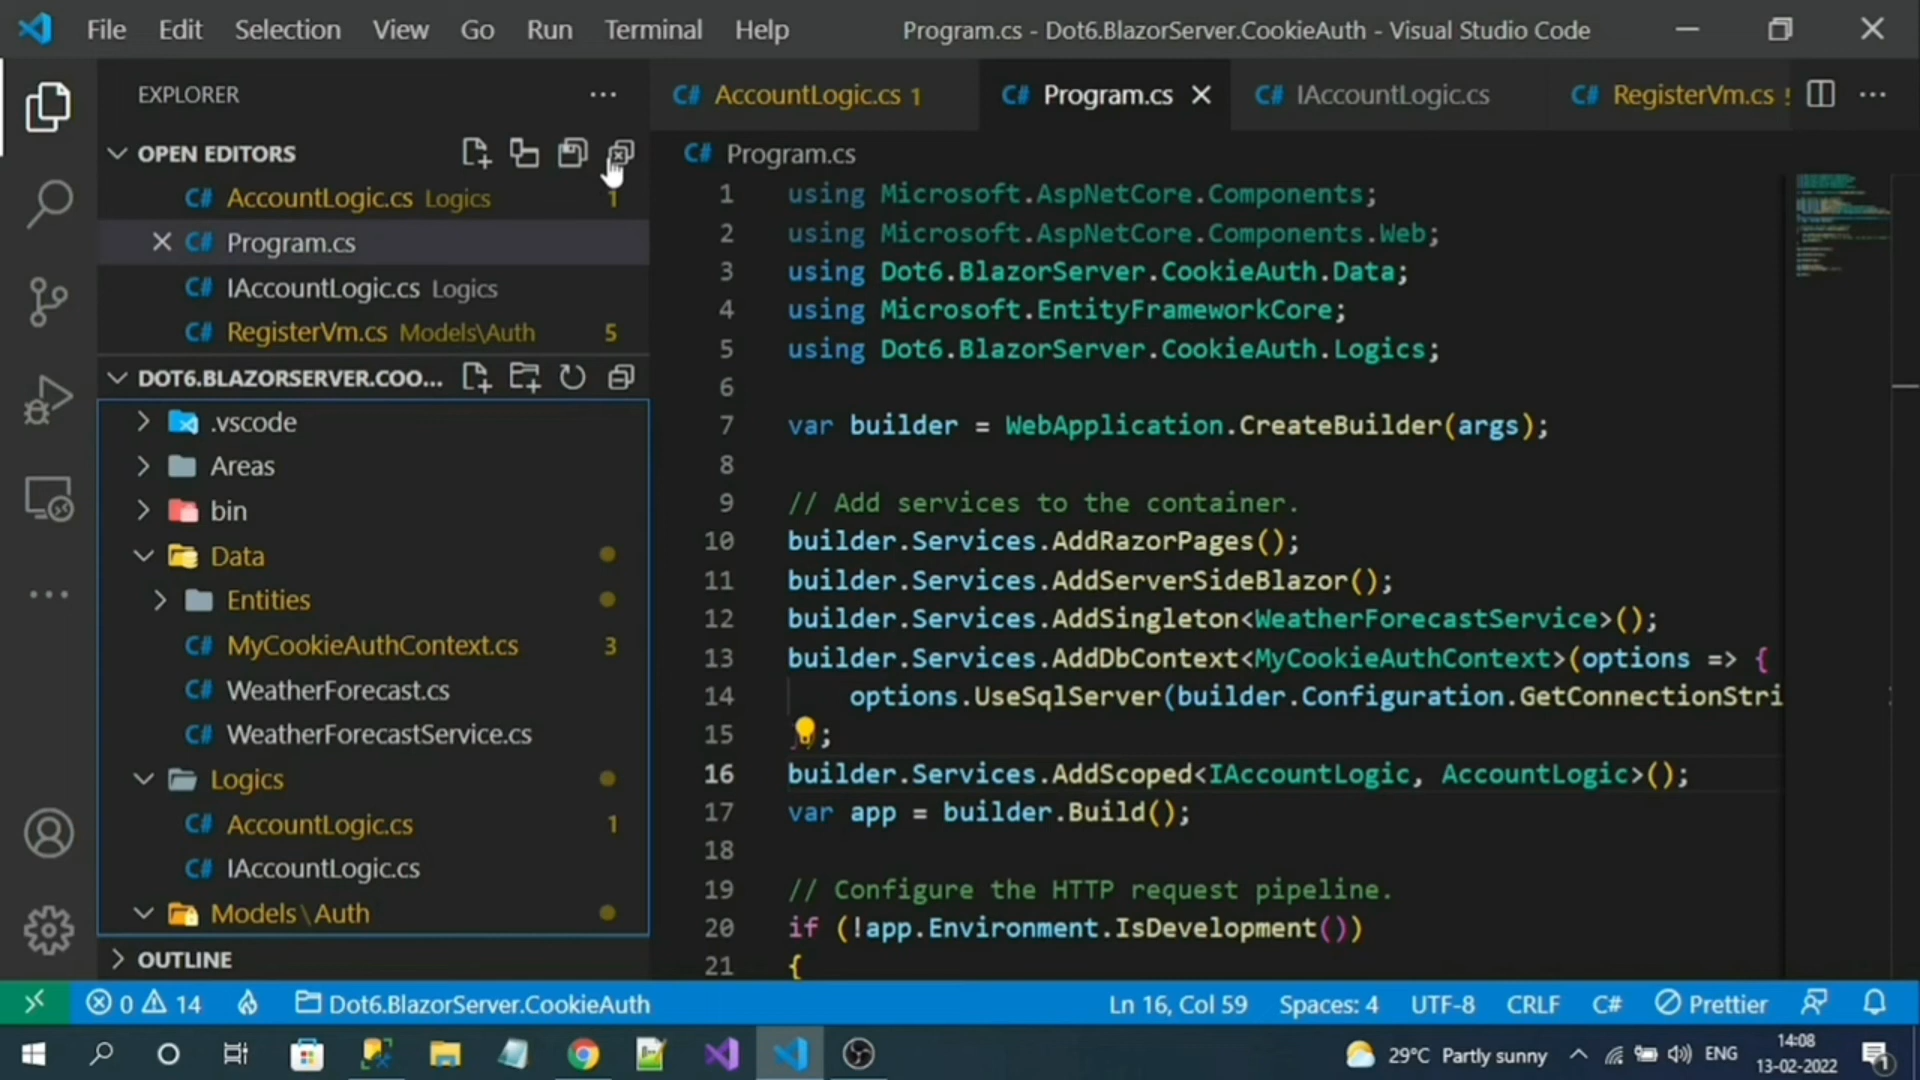 File Edit Selection View Go Run Terminal Help
Program.cs - Dot6.BlazorServer.CookieAuth - Visual Studio Code
EXPLORER
OPEN EDITORS
C# AccountLogic.cs Logics 1
C# Program.cs
C# IAccountLogic.cs Logics
C# RegisterVm.cs Models\Auth 5
DOT6.BLAZORSERVER.COO...
.vscode
Areas
bin
Data
Entities
C# MyCookieAuthContext.cs 3
C# WeatherForecast.cs
C# WeatherForecastService.cs
Logics
C# AccountLogic.cs 1
C# IAccountLogic.cs
Models\Auth
OUTLINE
C# AccountLogic.cs 1
C# Program.cs
C# IAccountLogic.cs
C# RegisterVm.cs
C# Program.cs
1 using Microsoft.AspNetCore.Components;
2 using Microsoft.AspNetCore.Components.Web;
3 using Dot6.BlazorServer.CookieAuth.Data;
4 using Microsoft.EntityFrameworkCore;
5 using Dot6.BlazorServer.CookieAuth.Logics;
6
7 var builder = WebApplication.CreateBuilder(args);
8
9 // Add services to the container.
10 builder.Services.AddRazorPages();
11 builder.Services.AddServerSideBlazor();
12 builder.Services.AddSingleton<WeatherForecastService>();
13 builder.Services.AddDbContext<MyCookieAuthContext>(options => {
14 options.UseSqlServer(builder.Configuration.GetConnectionStri
15 ;
16 builder.Services.AddScoped<IAccountLogic, AccountLogic>();
17 var app = builder.Build();
18
19 // Configure the HTTP request pipeline.
20 if (!app.Environment.IsDevelopment())
21 {
0 14 Dot6.BlazorServer.CookieAuth
Ln 16, Col 59 Spaces: 4 UTF-8 CRLF C# Prettier
29°C Partly sunny ENG
14:08
13-02-2022
1